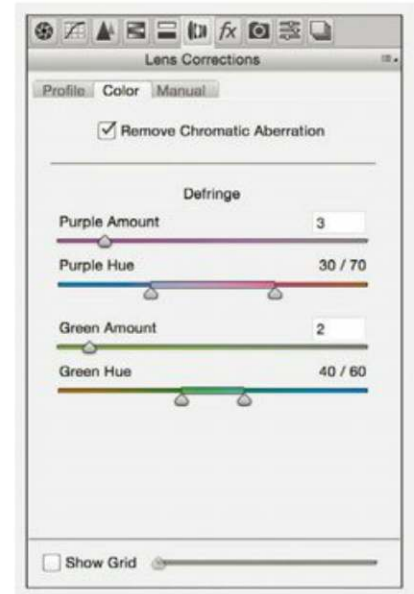 fx
Lens Corrections
Profile Color Manual
Remove Chromatic Aberration
Defringe
Purple Amount 3
Purple Hue 30 / 70
Green Amount 2
Green Hue 40 / 60
Show Grid